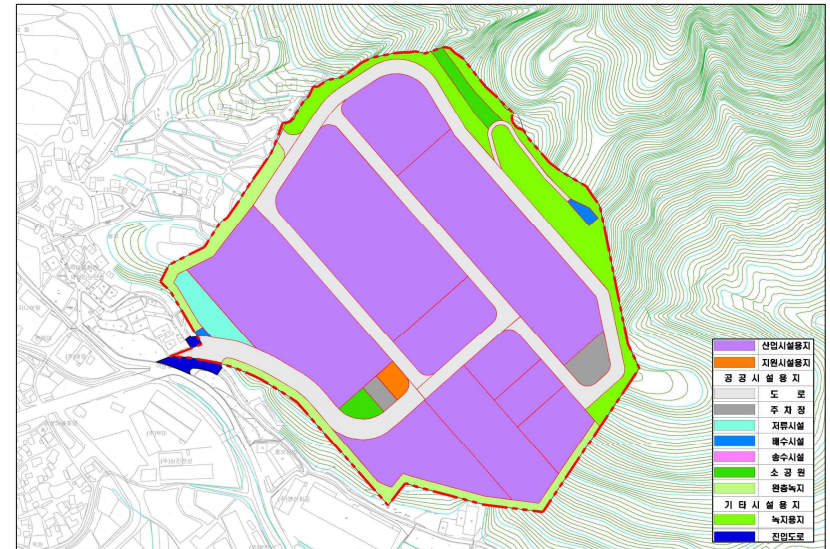 산업시설용지
지원시설용지
공 공 시 설 용 지
도 로
주 차 장
저류시설
배수시설
송수시설
소 공 원
완충녹지
기 타 시 설 용 지
녹지용지
진입도로